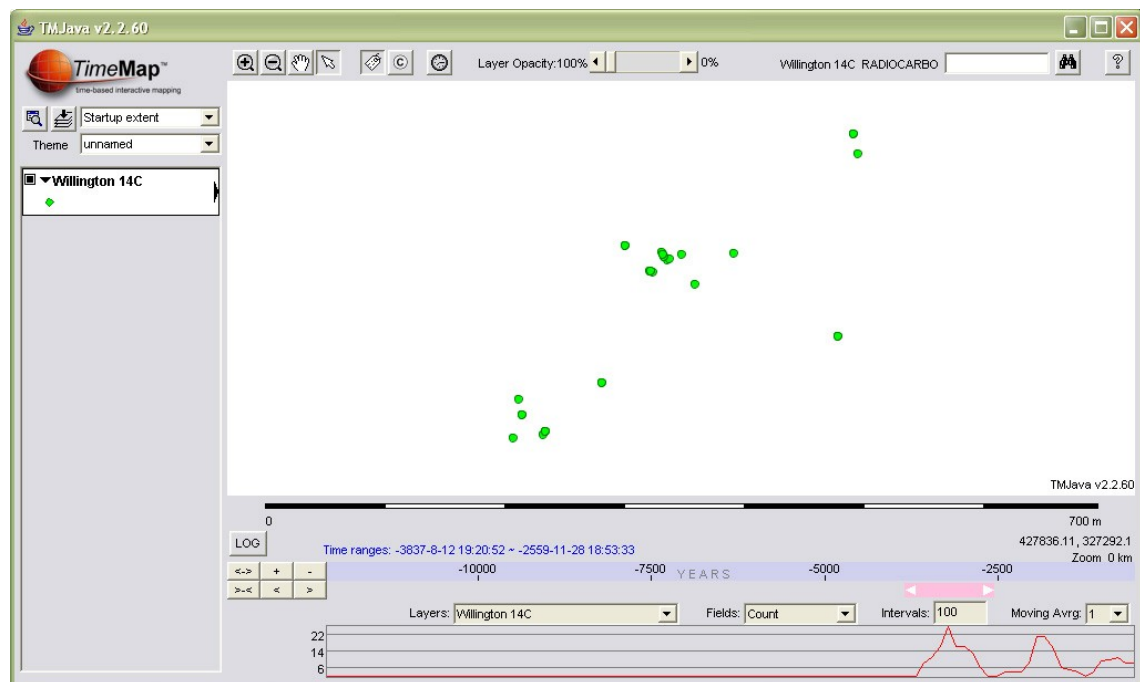 TMJava v2.2.60
TimeMap™
time-based interactive mapping
Layer Opacity:100%
0%
Willington 14C RADIOCARBO
?
Startup extent
Theme unnamed
Willington 14C
TMJava v2.2.60
0
700 m
LOG
427836.11, 327292.1
Time ranges: -3837-8-12 19:20:52 ~ -2559-11-28 18:53:33
Zoom 0 km
<-> + -
-10000 -7500 YEARS -5000 -2500
>-< < >
Layers: Willington 14C Fields: Count Intervals: 100 Moving Avrg: 1
22
14
6